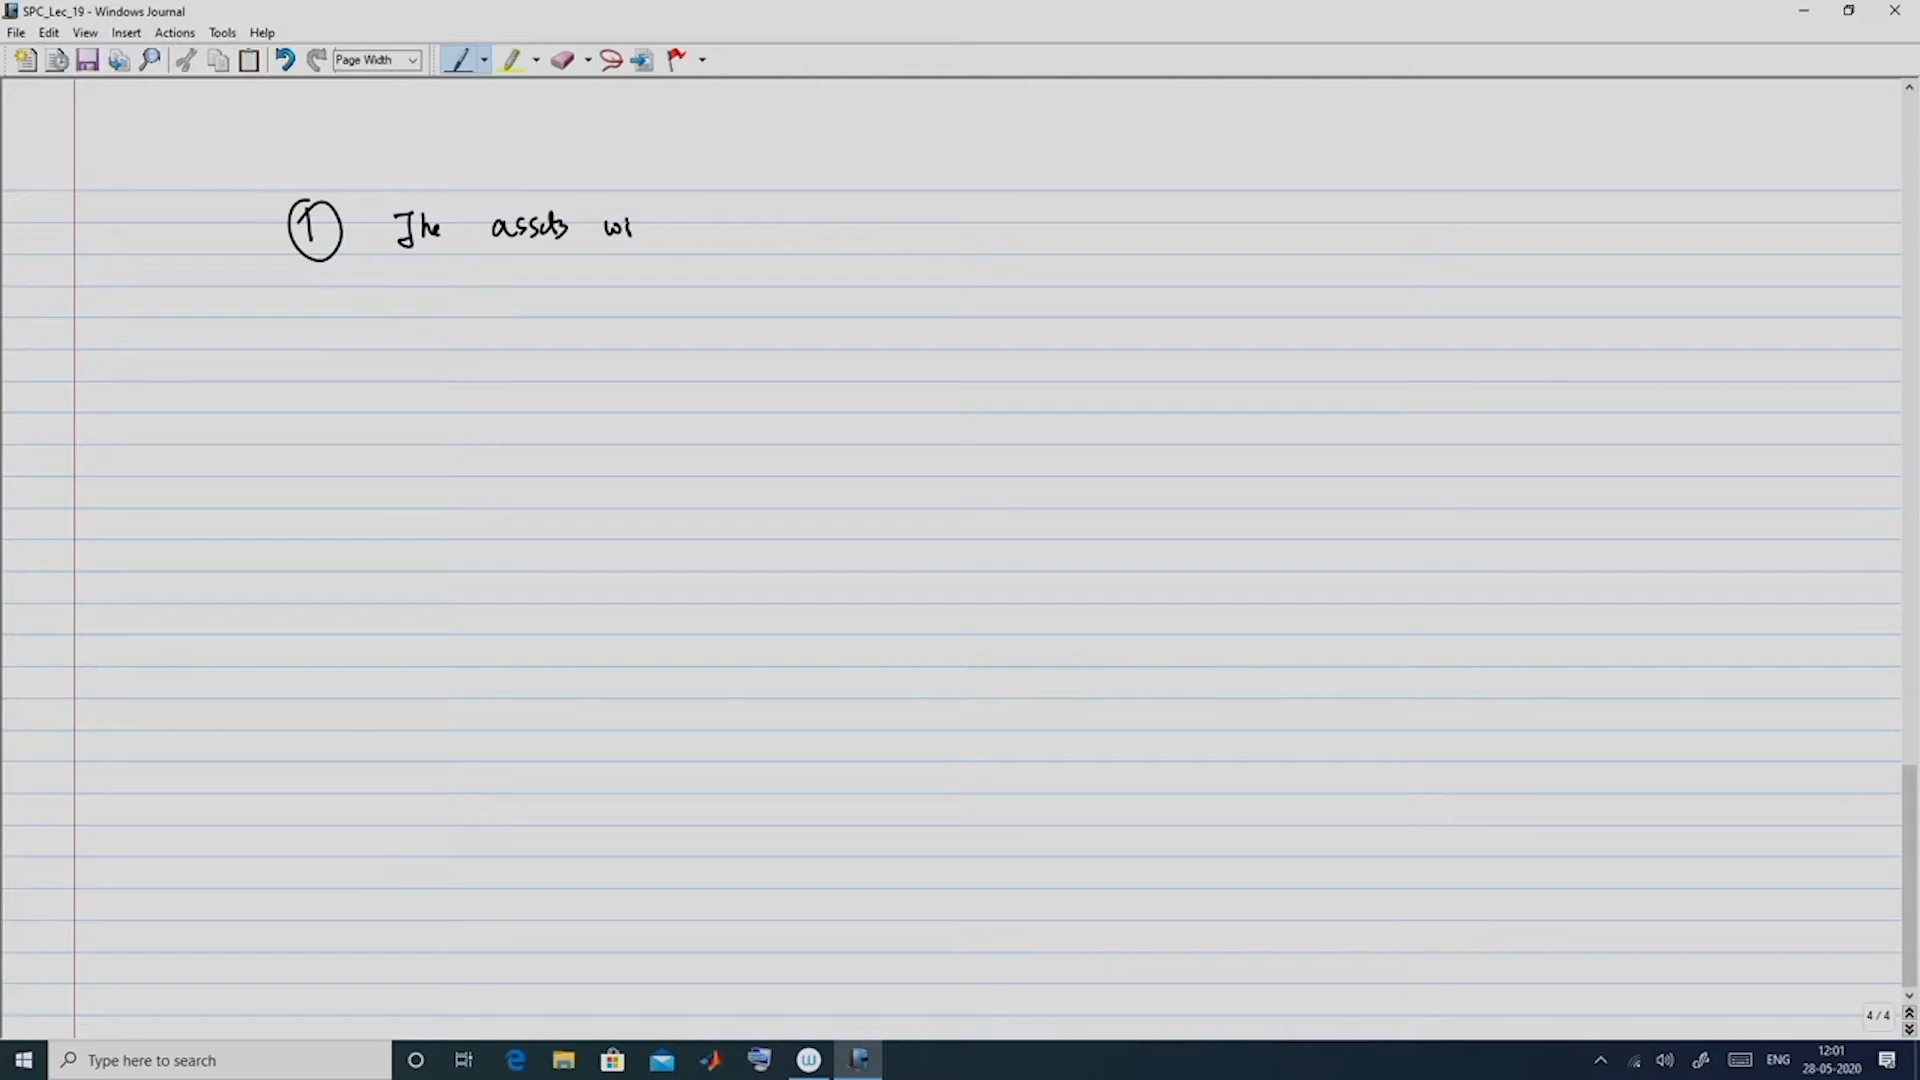 SPC_Lec_19 - Windows Journal
File Edit View Insert Actions Tools Help
Page Width
① The assets wi
4 / 4
Type here to search
ENG
12:01
28-05-2020